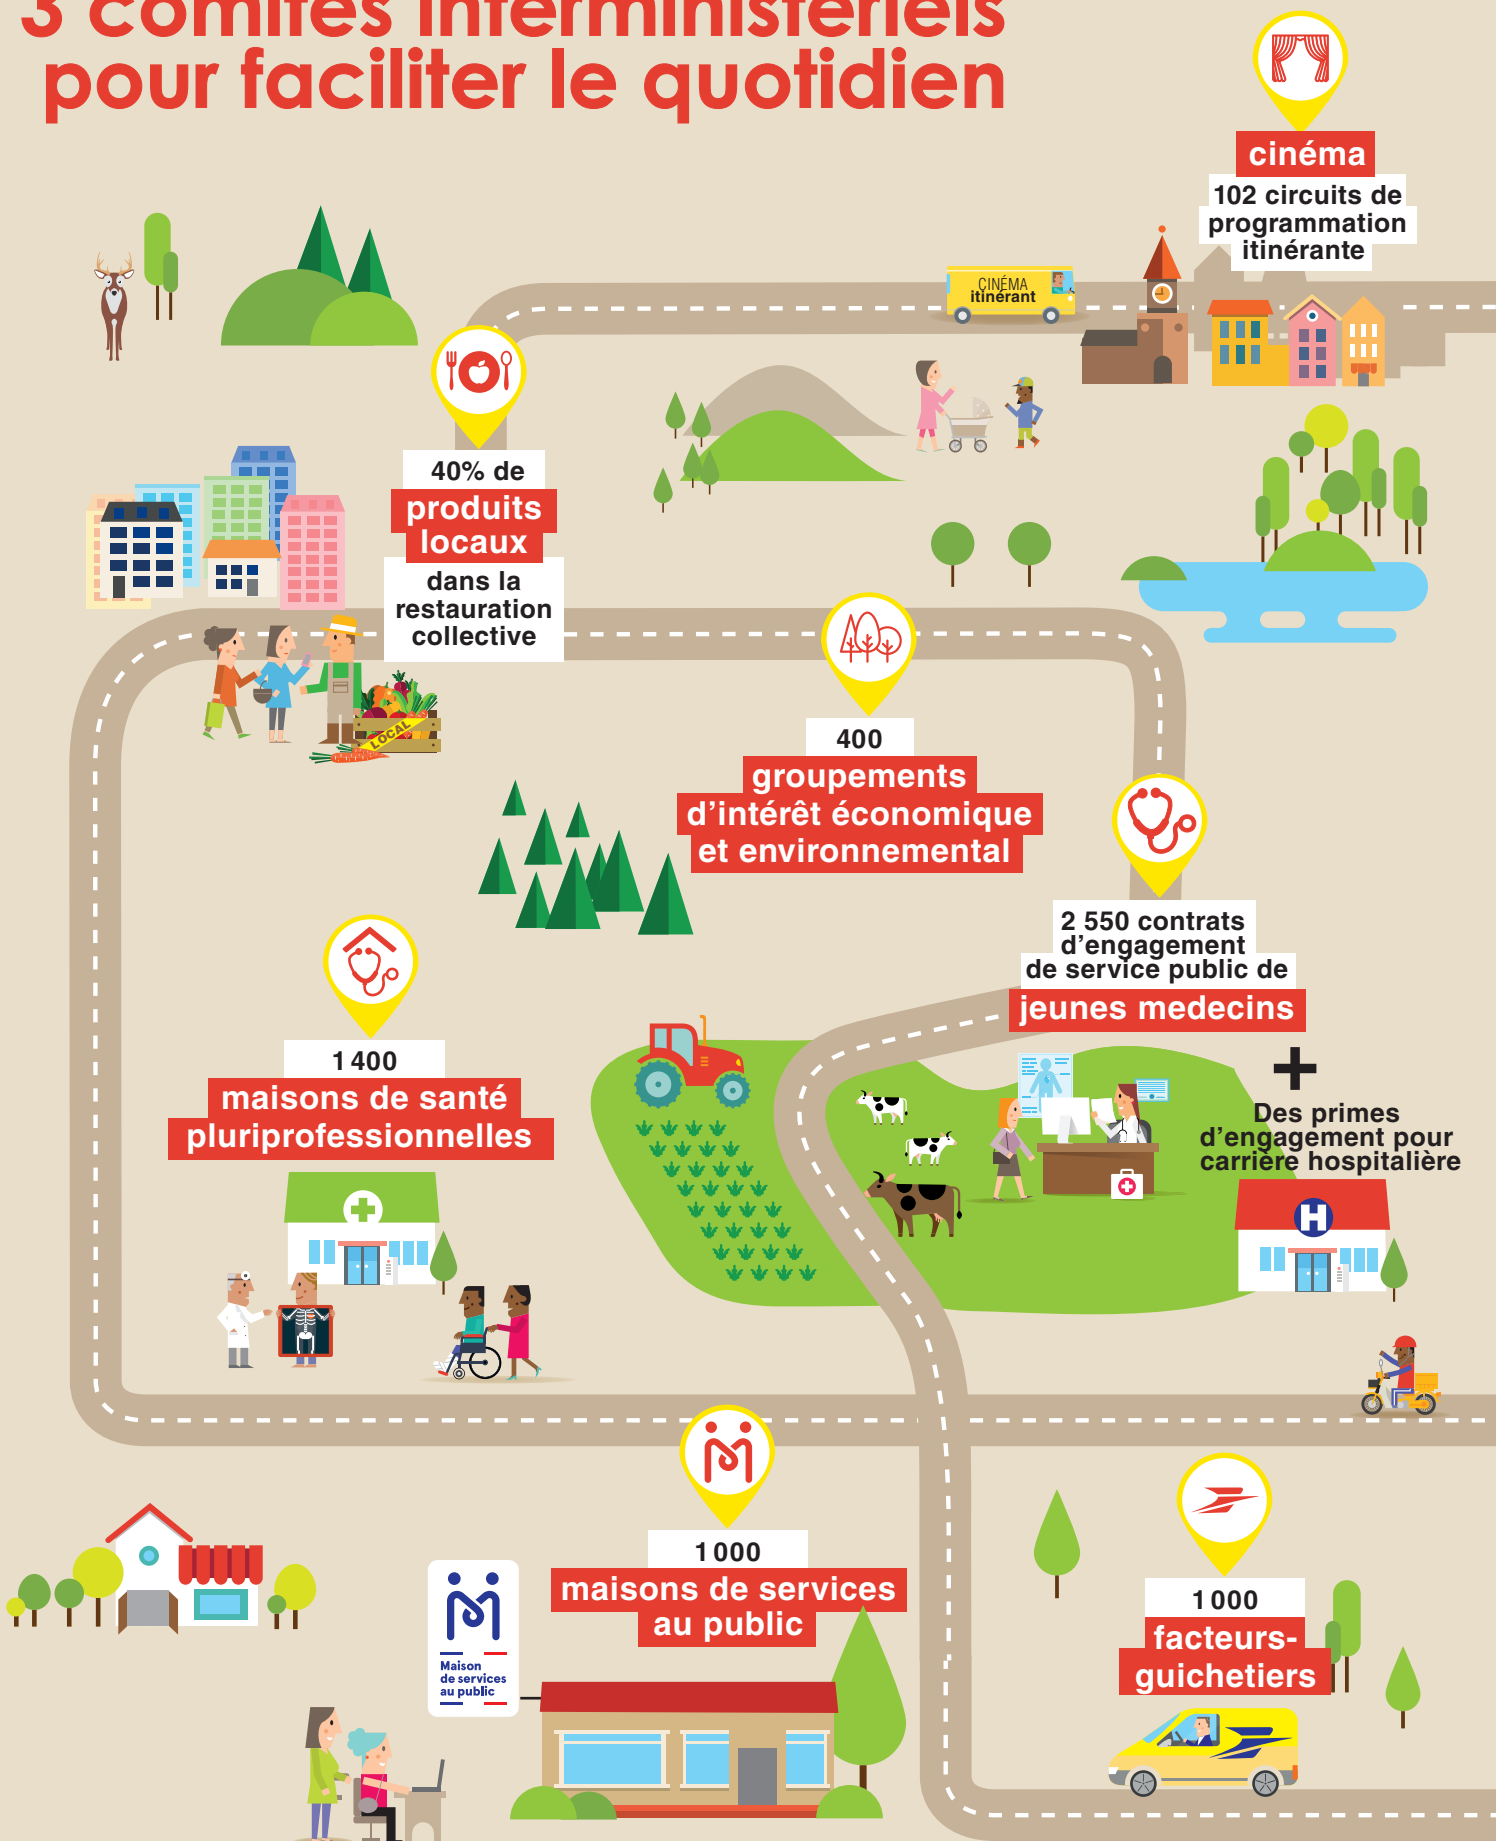 3 comités interministériels
pour faciliter le quotidien
cinéma
102 circuits de
programmation
itinérante
CINÉMA
itinérant
40% de
produits
locaux
dans la
restauration
collective
LOCAL
400
groupements
d’intérêt économique
et environnemental
2 550 contrats
d’engagement
de service public de
jeunes medecins
+
Des primes
d’engagement pour
carrière hospitalière
H
1 400
maisons de santé
pluriprofessionnelles
1 000
maisons de services
au public
Maison
de services
au public
1 000
facteurs-
guichetiers